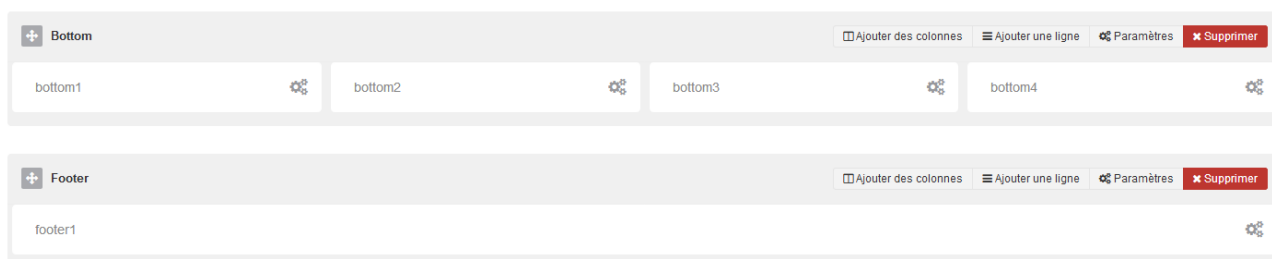 Bottom Ajouter des colonnes Ajouter une ligne Paramètres Supprimer
bottom1 bottom2 bottom3 bottom4
Footer Ajouter des colonnes Ajouter une ligne Paramètres Supprimer
footer1